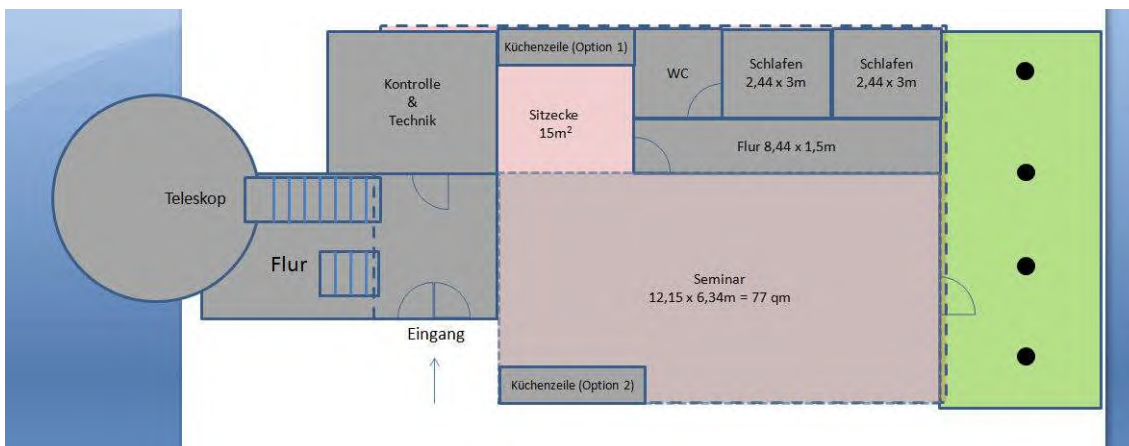 Küchenzeile (Option 1)
Kontrolle
&
Technik
Sitzecke
15m²
WC
Schlafen
2,44 x 3m
Schlafen
2,44 x 3m
Flur 8,44 x 1,5m
Teleskop
Flur
Seminar
12,15 x 6,34m = 77 qm
Eingang
Küchenzeile (Option 2)